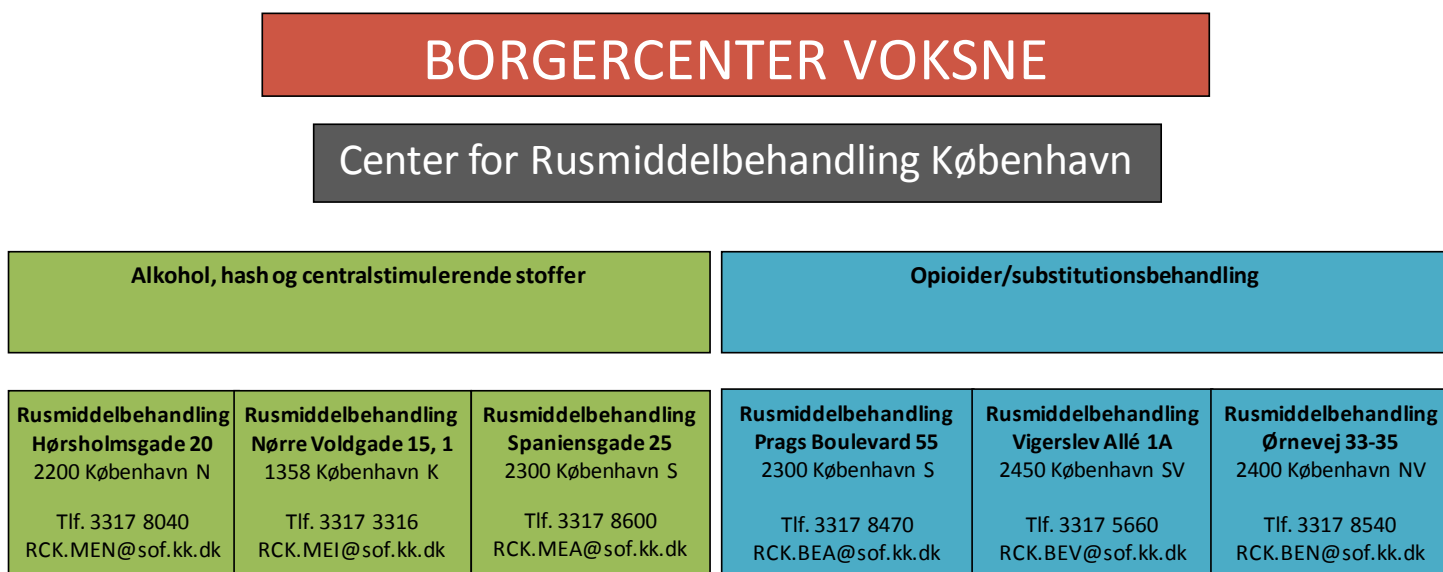 BORGERCENTER VOKSNE
Center for Rusmiddelbehandling København
Alkohol, hash og centralstimulerende stoffer
Opioider/substitutionsbehandling
Rusmiddelbehandling
Hørsholmsgade 20
2200 København N
Tlf. 3317 8040
RCK.MEN@sof.kk.dk
Rusmiddelbehandling
Nørre Voldgade 15, 1
1358 København K
Tlf. 3317 3316
RCK.MEI@sof.kk.dk
Rusmiddelbehandling
Spaniensgade 25
2300 København S
Tlf. 3317 8600
RCK.MEA@sof.kk.dk
Rusmiddelbehandling
Prags Boulevard 55
2300 København S
Tlf. 3317 8470
RCK.BEA@sof.kk.dk
Rusmiddelbehandling
Vigerslev Allé 1A
2450 København SV
Tlf. 3317 5660
RCK.BEV@sof.kk.dk
Rusmiddelbehandling
Ørnevej 33-35
2400 København NV
Tlf. 3317 8540
RCK.BEN@sof.kk.dk